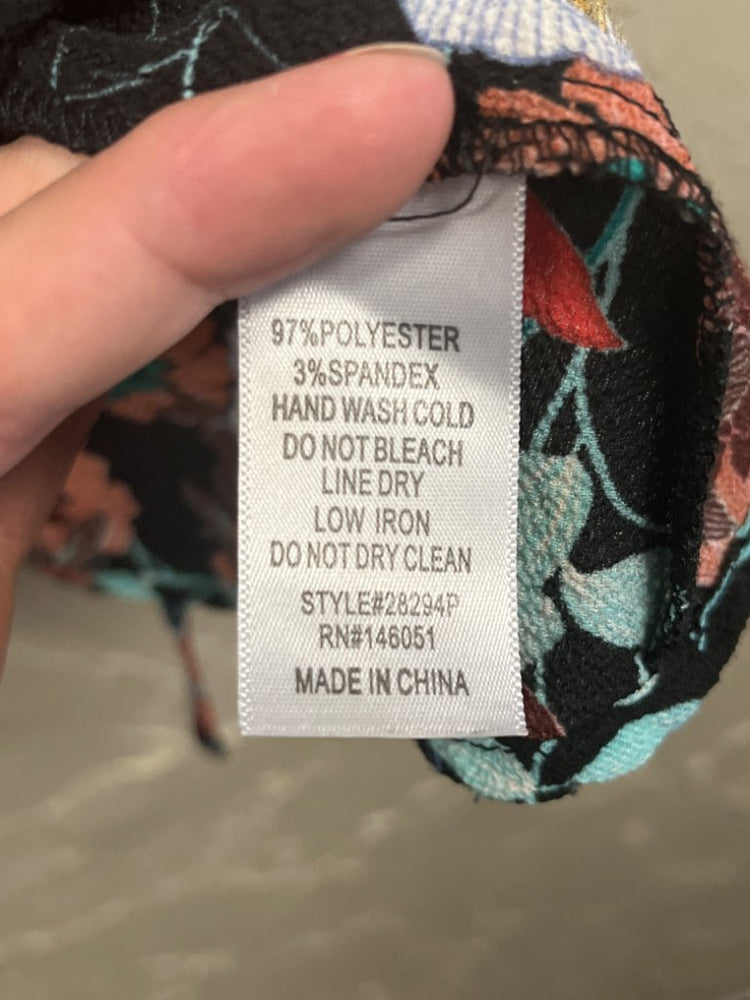 97%POLYESTER
3%SPANDEX
HAND WASH COLD
DO NOT BLEACH
LINE DRY
LOW IRON
DO NOT DRY CLEAN
STYLE#28294P
RN#146051
MADE IN CHINA